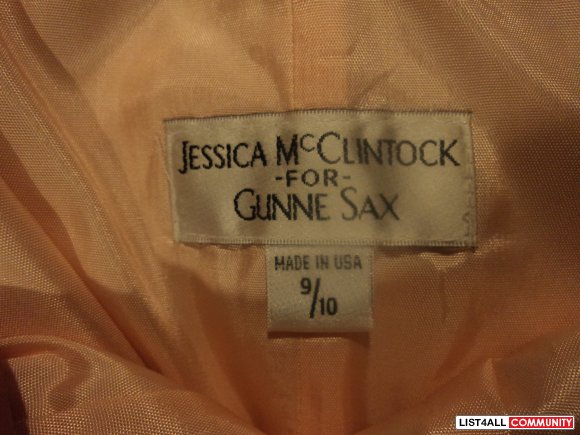 JESSICA McCLINTOCK
-FOR-
GUNNE SAX
MADE IN USA
9/10
LIST4ALL COMMUNITY